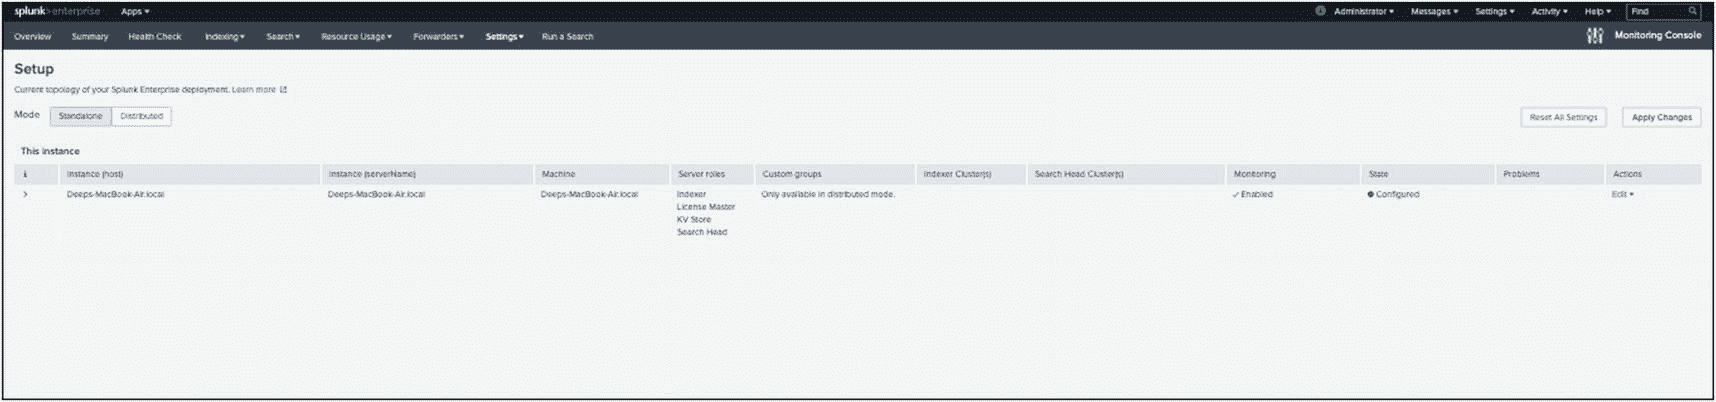 splunk>enterprise Apps Administrator Messages Settings Activity Help Find
Overview Summary Health Check Indexing Search Resource Usage Forwarders Settings Run a Search Monitoring Console
Setup
Current topology of your Splunk Enterprise deployment. Learn more
Mode Standalone Distributed Reset All Settings Apply Changes
This instance
i Instance (host) Instance (serverName) Machine Server roles Custom groups Indexer Cluster(s) Search Head Cluster(s) Monitoring State Problems Actions
> Deeps-MacBook-Air.local Deeps-MacBook-Air.local Deeps-MacBook-Air.local Indexer Only available in distributed mode. ✓ Enabled Configured Edit
License Master
KV Store
Search Head